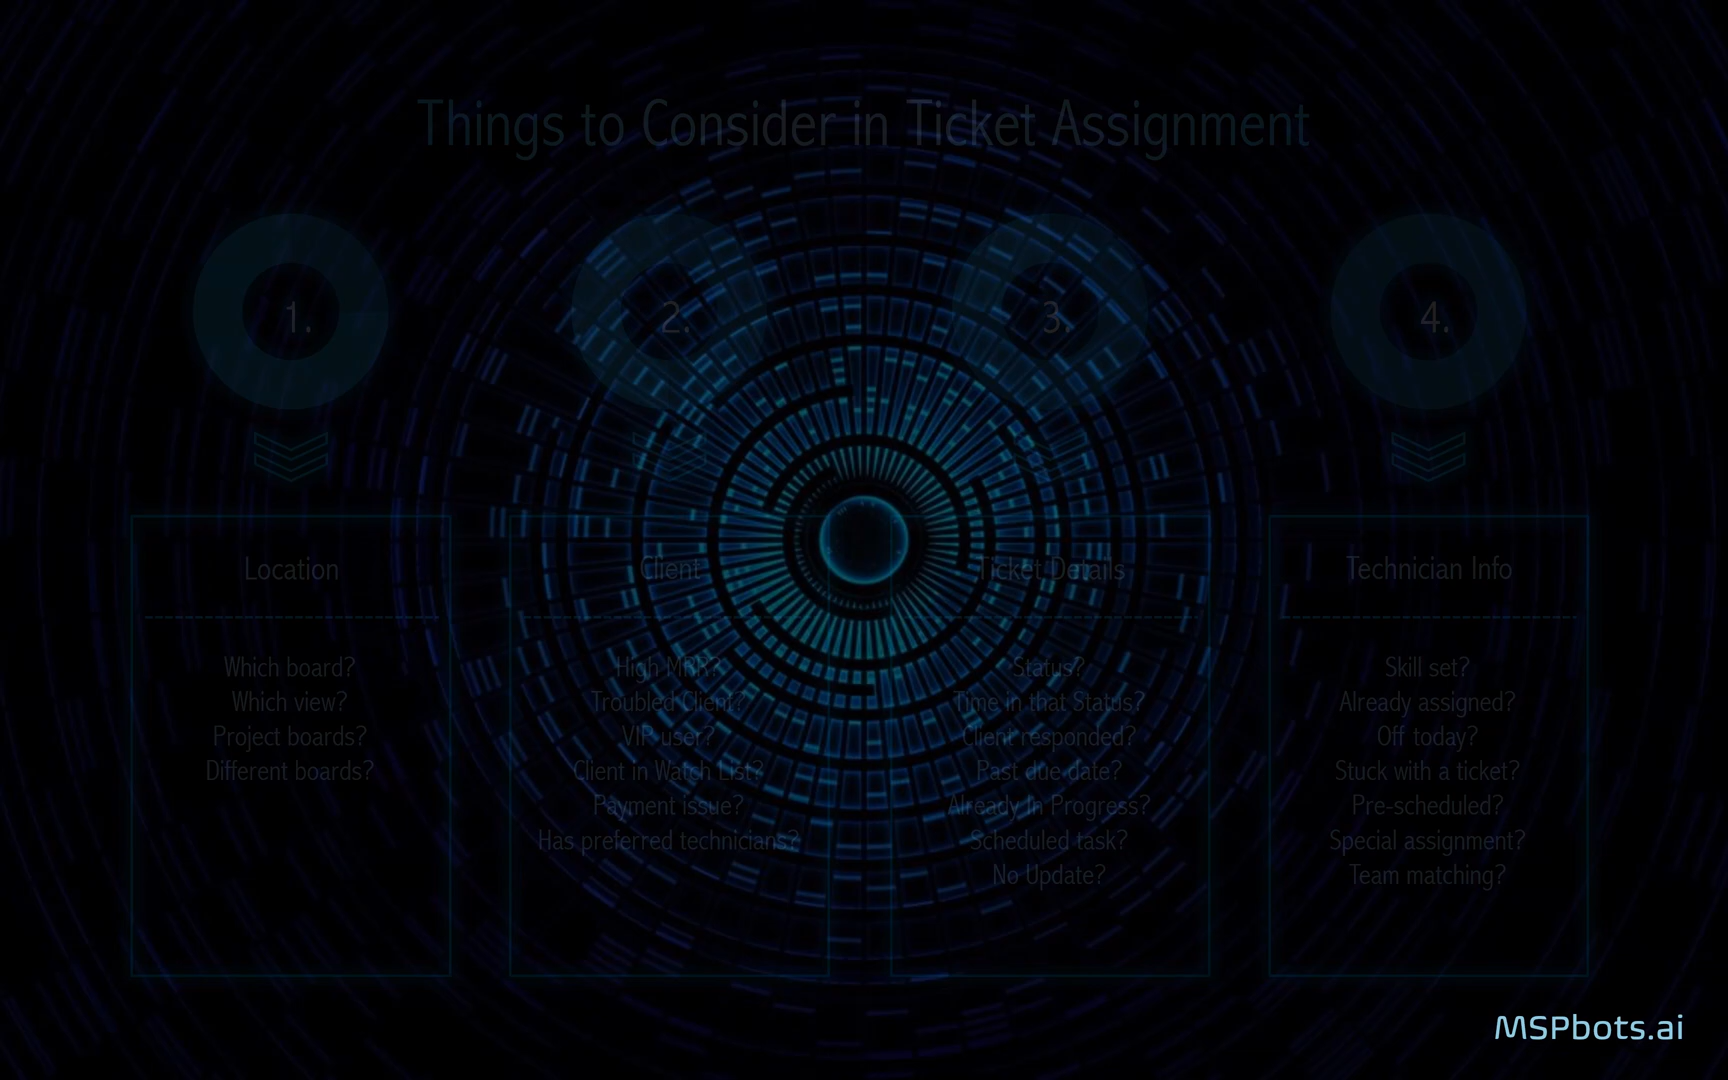 Things to Consider in Ticket Assignment
1.
2.
3.
4.
Location
Which board?
Which view?
Project boards?
Different boards?
Client
High MRR?
Troubled Client?
VIP user?
Client in Watch List?
Payment issue?
Has preferred technicians?
Ticket Details
Status?
Time in that Status?
Client responded?
Past due date?
Already In Progress?
Scheduled task?
No Update?
Technician Info
Skill set?
Already assigned?
Off today?
Stuck with a ticket?
Pre-scheduled?
Special assignment?
Team matching?
MSPbots.ai